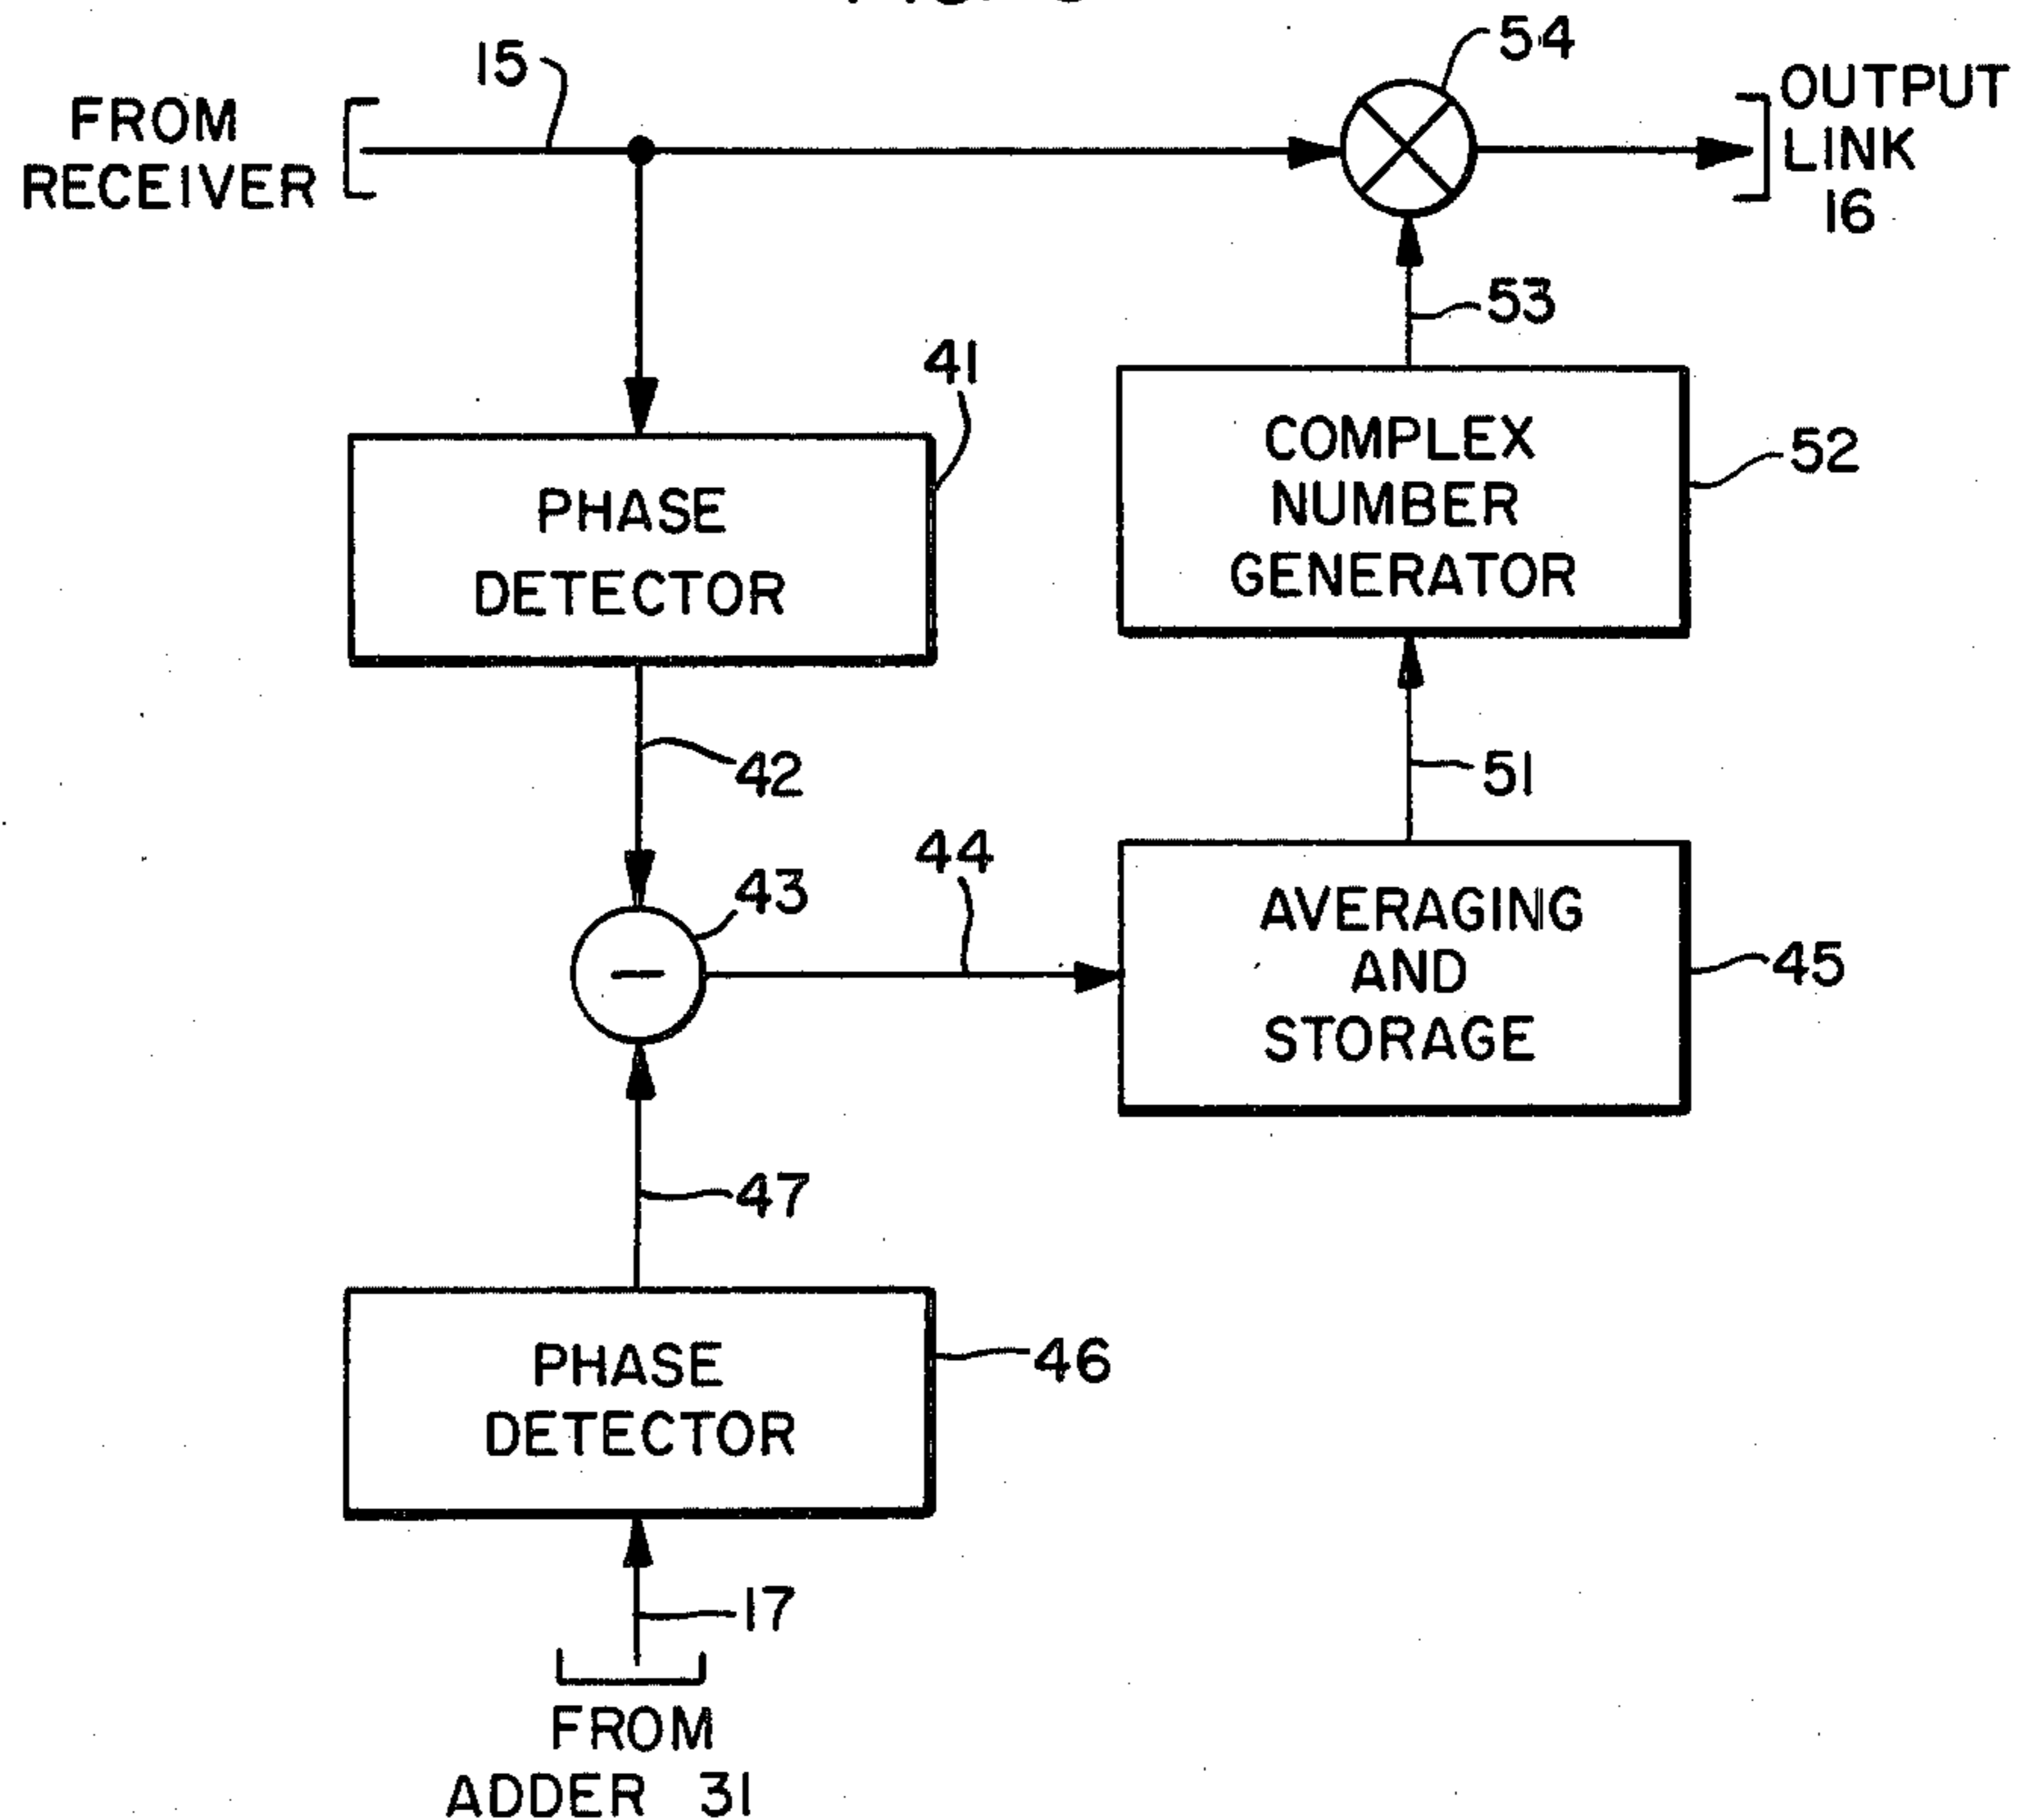 15
54
FROM
RECEIVER
OUTPUT
LINK
16
53
41
COMPLEX
NUMBER
GENERATOR
52
PHASE
DETECTOR
42
51
44
43
AVERAGING
AND
STORAGE
45
47
PHASE
DETECTOR
46
17
FROM
ADDER 31